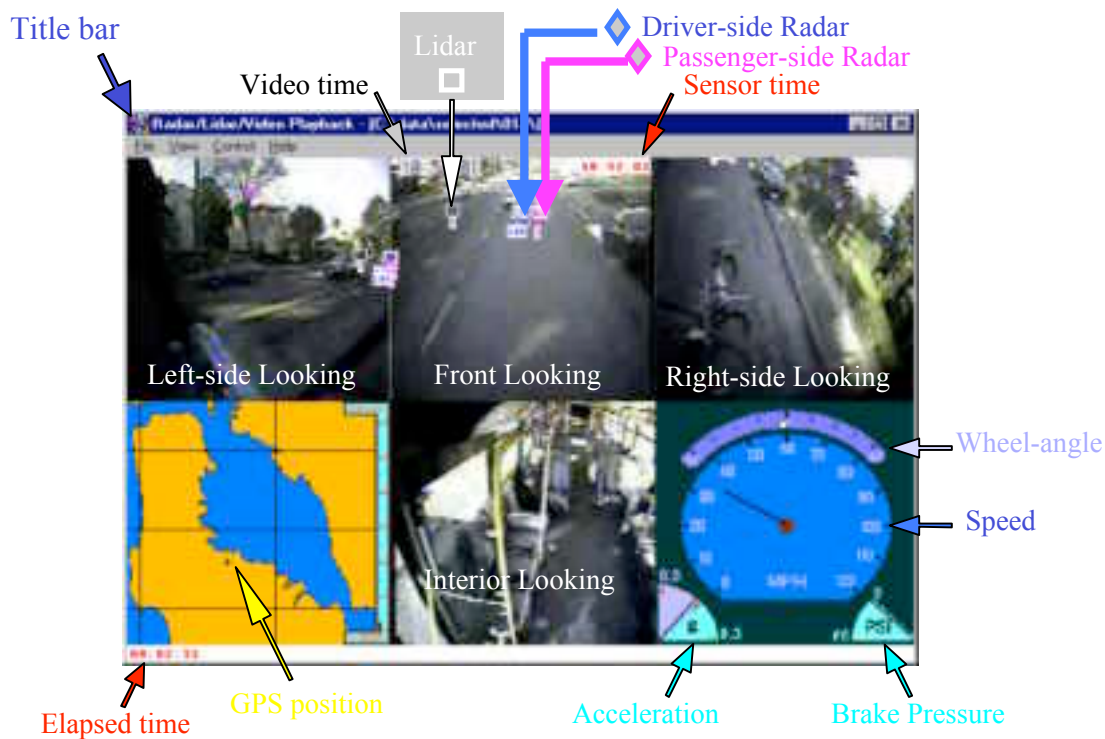 Title bar
Lidar
Driver-side Radar
Passenger-side Radar
Video time
Sensor time
Radar/Lidar/Video Playback
File View Control Help
Left-side Looking
Front Looking
Right-side Looking
Wheel-angle
Speed
MPH
Interior Looking
g
0.3
PSI
GPS position
Elapsed time
Acceleration
Brake Pressure